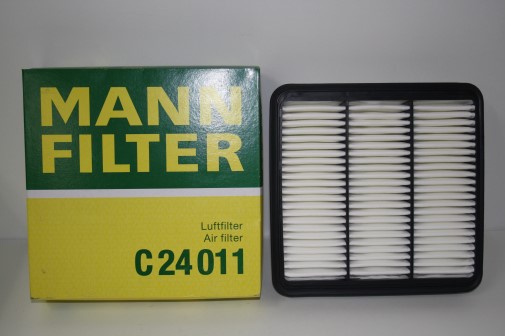 MANN
FILTER
Luftfilter
Air filter
C 24 011